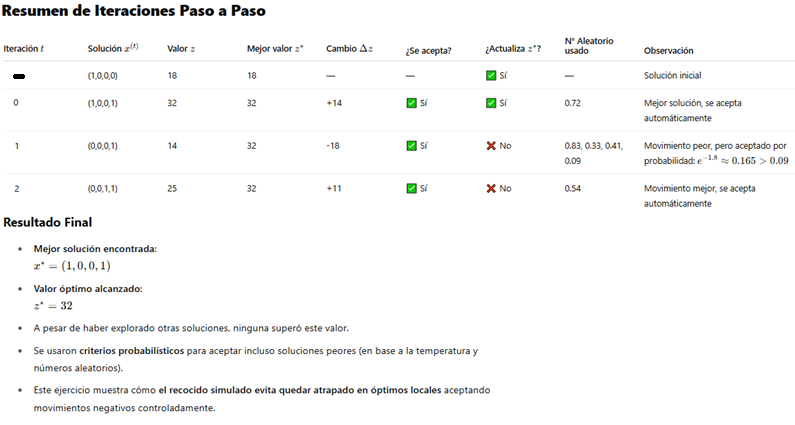 Resumen de Iteraciones Paso a Paso
Iteración t Solución x^(t) Valor z Mejor valor z* Cambio Δz ¿Se acepta? ¿Actualiza z*? N° Aleatorio usado Observación
(1,0,0,0) 18 18 — — ✅ Sí — Solución inicial
0 (1,0,0,1) 32 32 +14 ✅ Sí ✅ Sí 0.72 Mejor solución, se acepta
automáticamente
1 (0,0,0,1) 14 32 -18 ✅ Sí ❌ No 0.83, 0.33, 0.41, Movimiento peor, pero aceptado por
0.09 probabilidad: e^−1.8 ≈ 0.165 > 0.09
2 (0,0,1,1) 25 32 +11 ✅ Sí ❌ No 0.54 Movimiento mejor, se acepta
automáticamente
Resultado Final
• Mejor solución encontrada:
x* = (1, 0, 0, 1)
• Valor óptimo alcanzado:
z* = 32
• A pesar de haber explorado otras soluciones, ninguna superó este valor.
• Se usaron criterios probabilísticos para aceptar incluso soluciones peores (en base a la temperatura y
números aleatorios).
• Este ejercicio muestra cómo el recocido simulado evita quedar atrapado en óptimos locales aceptando
movimientos negativos controladamente.